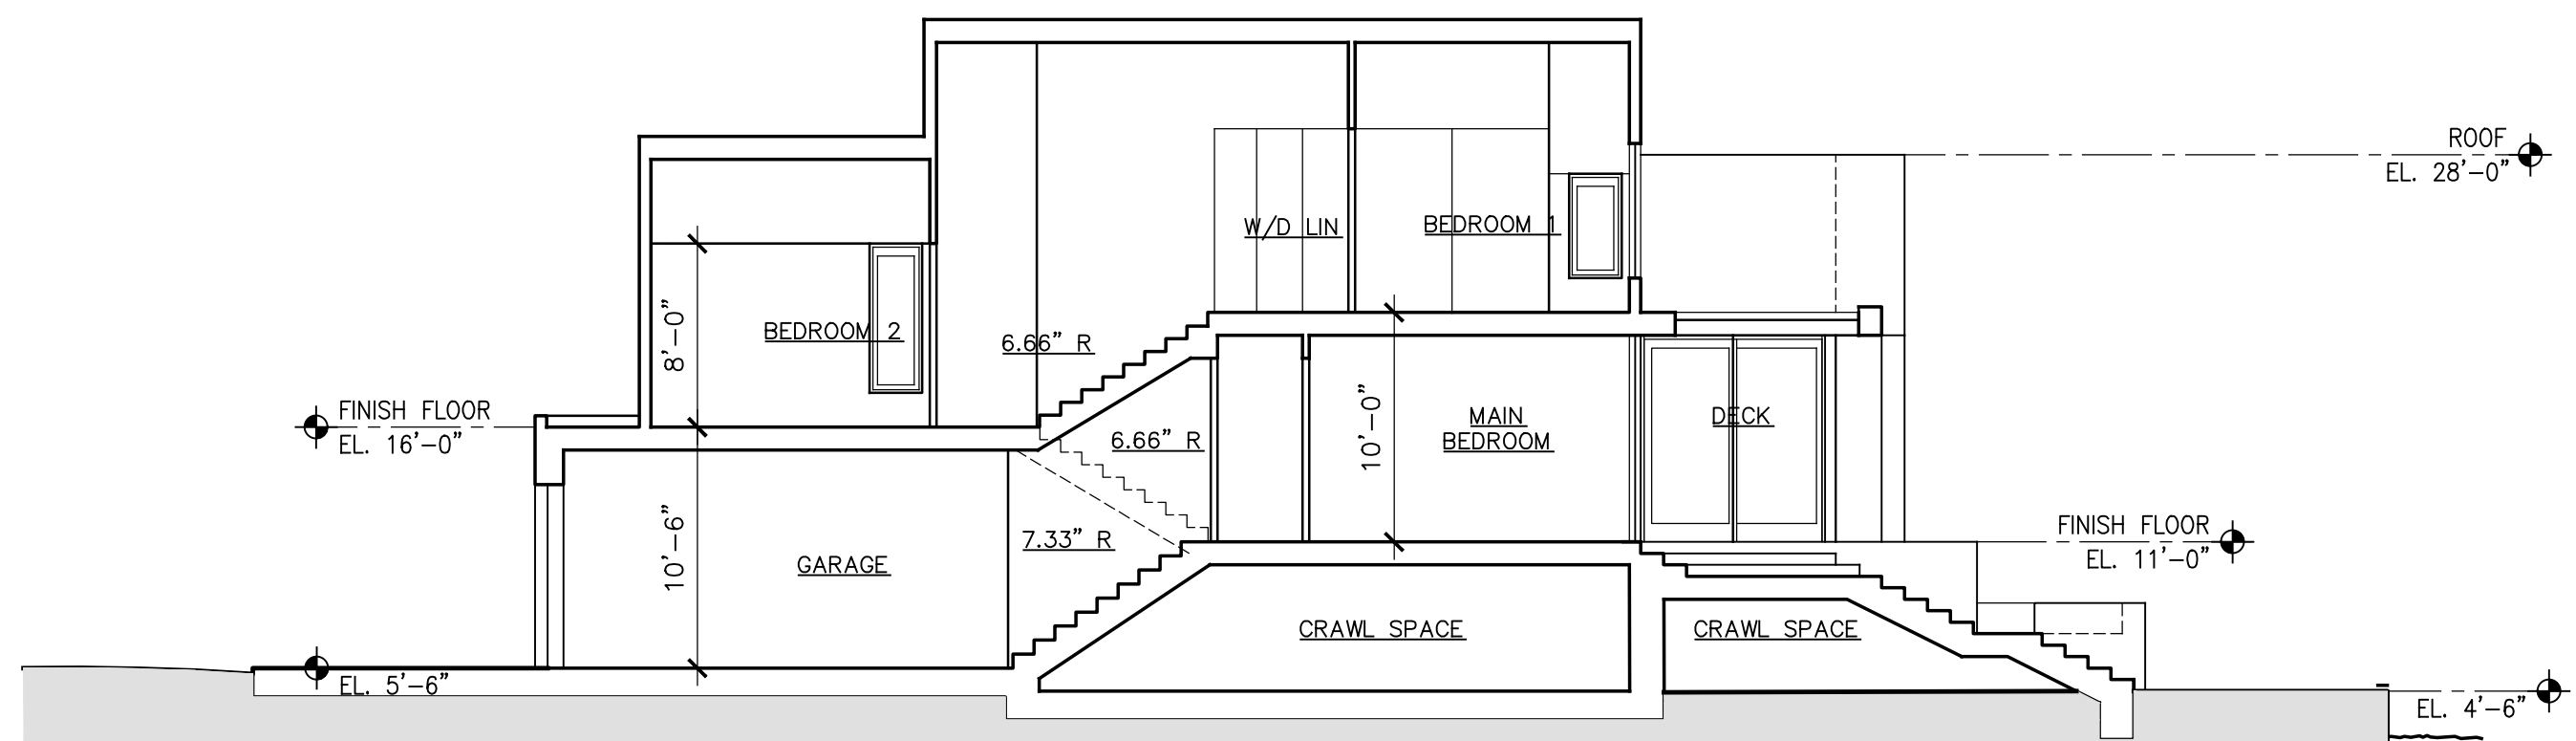 ROOF
EL. 28'-0"
W/D LIN
BEDROOM 1
8'-0"
BEDROOM 2
6.66" R
FINISH FLOOR
EL. 16'-0"
6.66" R
10'-0"
MAIN
BEDROOM
DECK
10'-6"
GARAGE
7.33" R
FINISH FLOOR
EL. 11'-0"
CRAWL SPACE
CRAWL SPACE
EL. 5'-6"
EL. 4'-6"